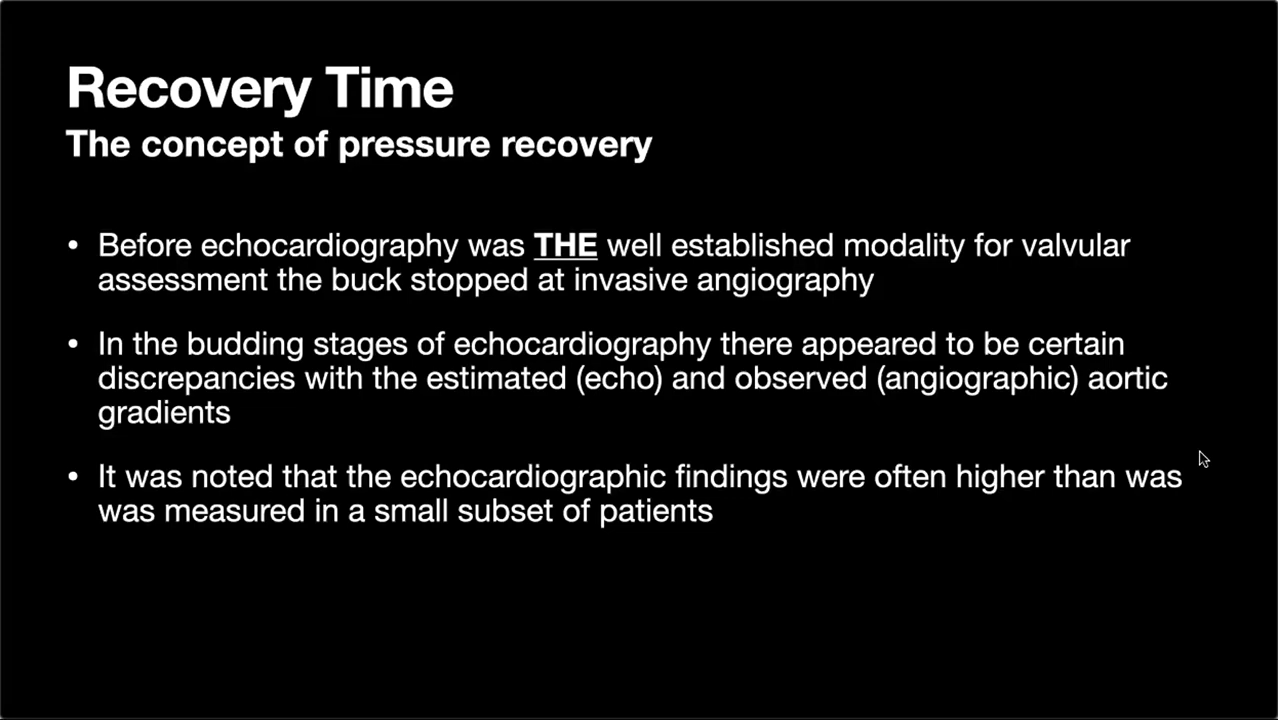 Recovery Time
The concept of pressure recovery
• Before echocardiography was THE well established modality for valvular
assessment the buck stopped at invasive angiography
• In the budding stages of echocardiography there appeared to be certain
discrepancies with the estimated (echo) and observed (angiographic) aortic
gradients
• It was noted that the echocardiographic findings were often higher than was
was measured in a small subset of patients